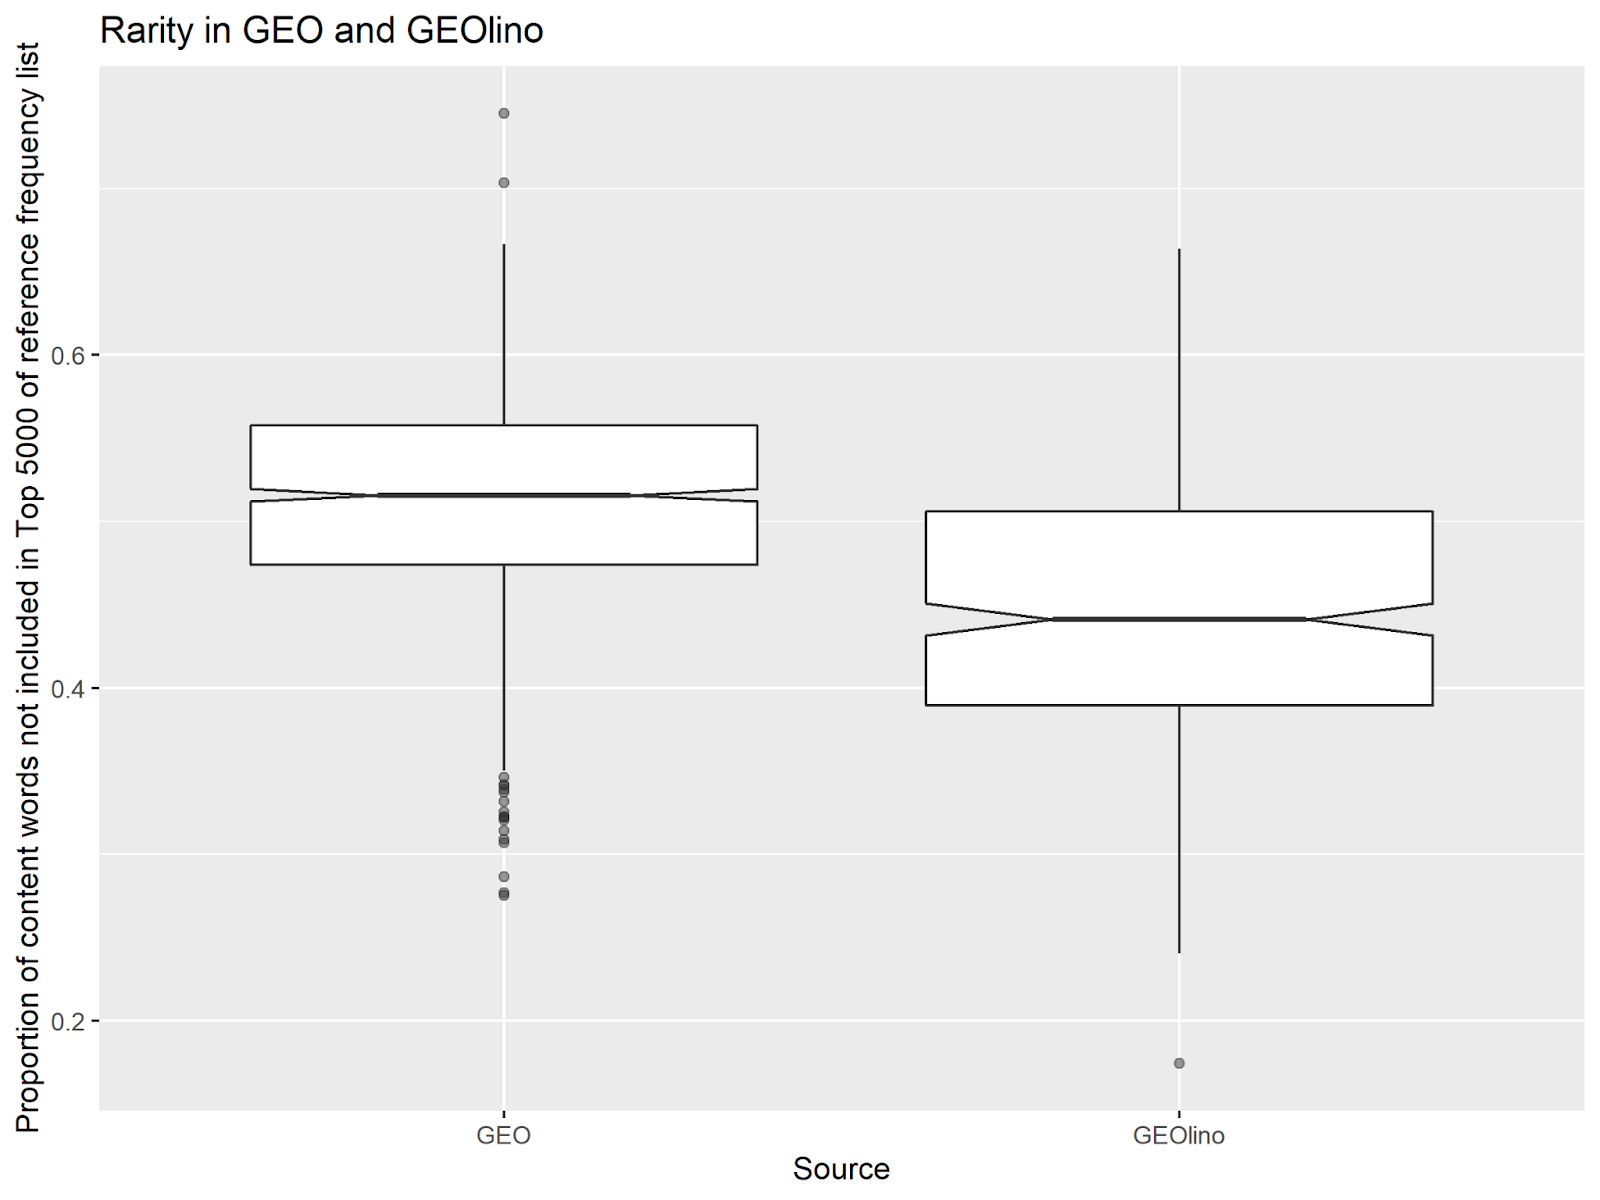 Rarity in GEO and GEOlino
Proportion of content words not included in Top 5000 of reference frequency list
0.6
0.4
0.2
GEO
GEOlino
Source